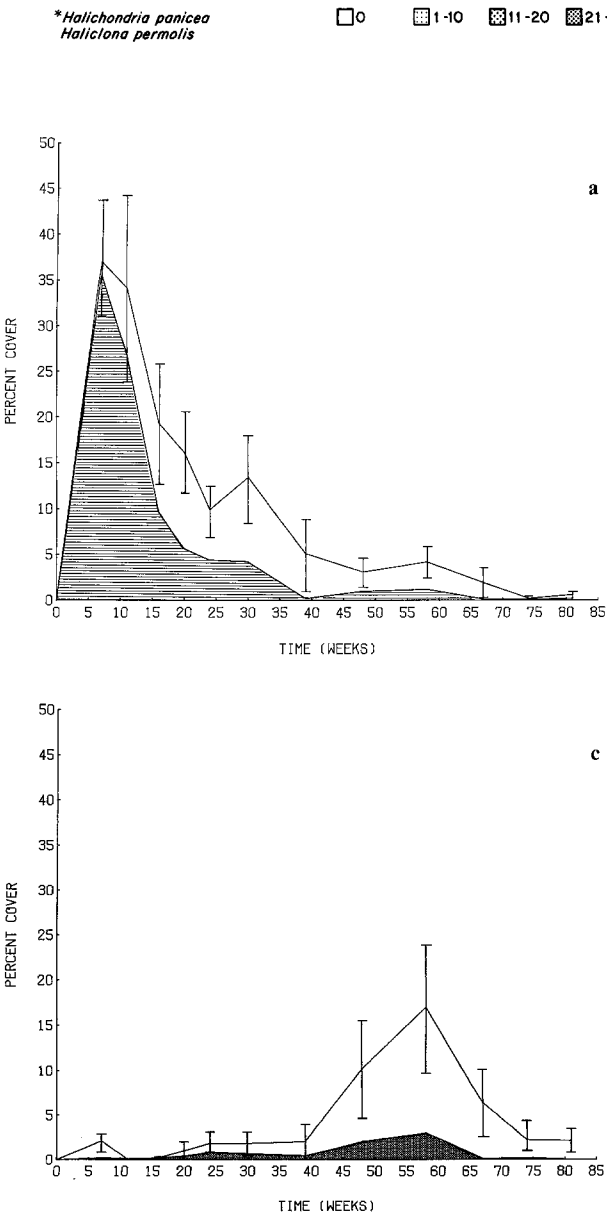 *Halichondria panicea
Haliclona permolis
0 1-10 11-20 21-
50
a
45
40
35
30
25
20
15
10
5
0
PERCENT COVER
0 5 10 15 20 25 30 35 40 45 50 55 60 65 70 75 80 85
TIME (WEEKS)
50
c
45
40
35
30
25
20
15
10
5
0
PERCENT COVER
0 5 10 15 20 25 30 35 40 45 50 55 60 65 70 75 80 85
TIME (WEEKS)